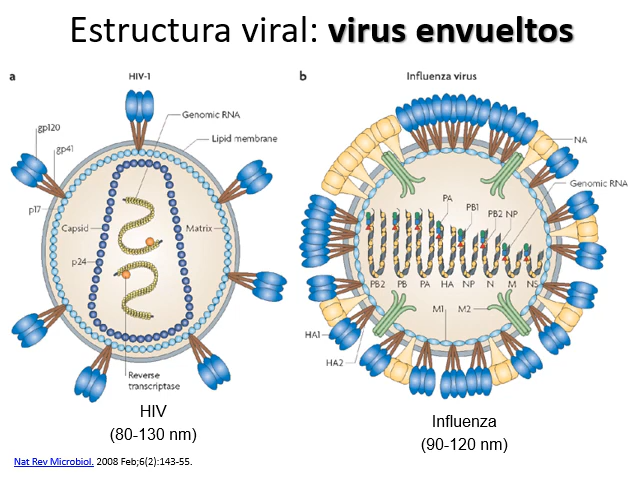 Estructura viral: virus envueltos
a
HIV-1
Genomic RNA
Lipid membrane
gp120
gp41
p17
Capsid
Matrix
p24
Reverse
transcriptase
HIV
(80-130 nm)
b
Influenza virus
NA
Genomic RNA
PA
PB1
PB2 NP
PB2 PB PA HA NP N M NS
M1 M2
HA1
HA2
Influenza
(90-120 nm)
Nat Rev Microbiol. 2008 Feb;6(2):143-55.